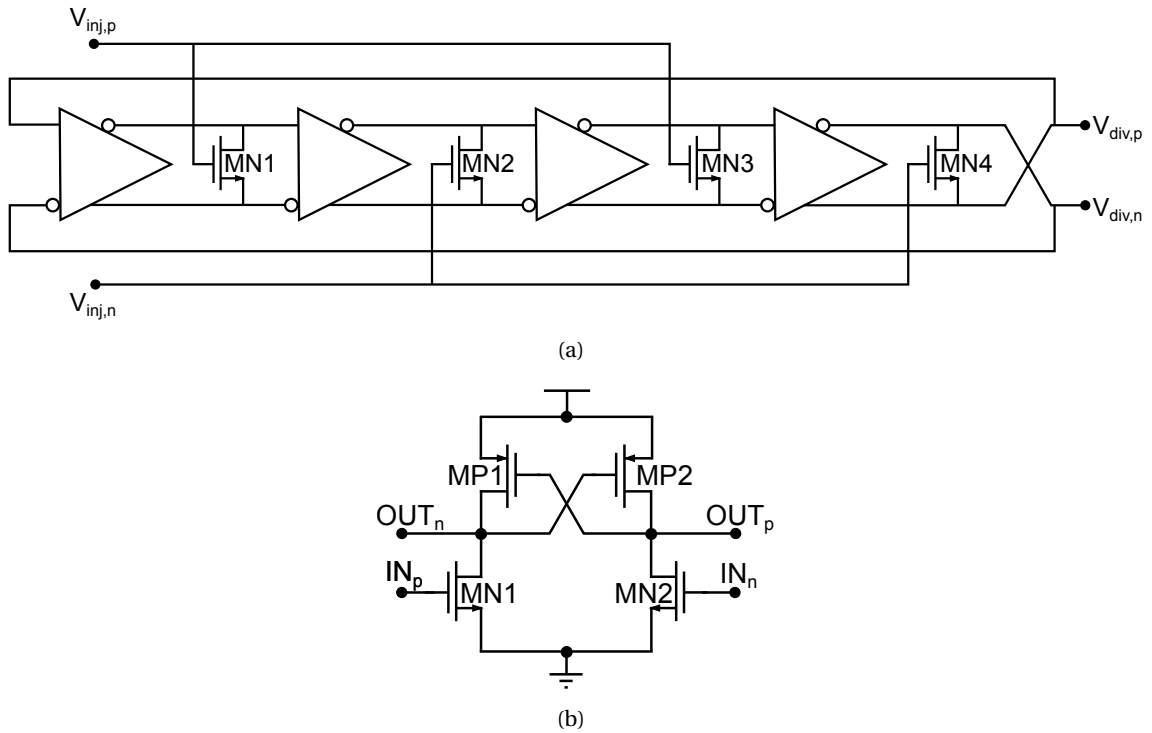 V_inj,p
MN1
MN2
MN3
MN4
V_div,p
V_div,n
V_inj,n
(a)
MP1
MP2
OUT_n
OUT_p
IN_p
IN_n
MN1
MN2
(b)